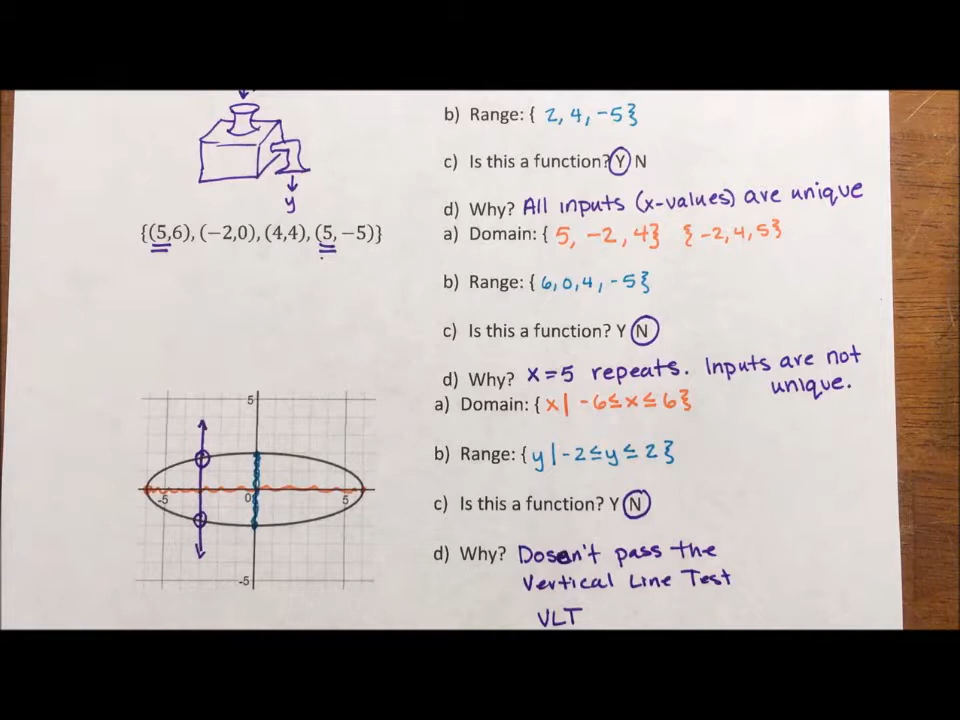 b) Range: { 2, 4, -5}
c) Is this a function? Y N
y
d) Why? All inputs (x-values) are unique
{(5,6), (−2,0), (4,4), (5, −5)}
a) Domain: { 5, -2, 4} {-2, 4, 5}
b) Range: { 6, 0, 4, -5}
c) Is this a function? Y N
d) Why? x=5 repeats. Inputs are not
unique.
a) Domain: { x| -6≤x≤6}
5
b) Range: { y|-2≤y≤2}
-5 0 5
c) Is this a function? Y N
d) Why? Dosen't pass the
-5
Vertical Line Test
VLT